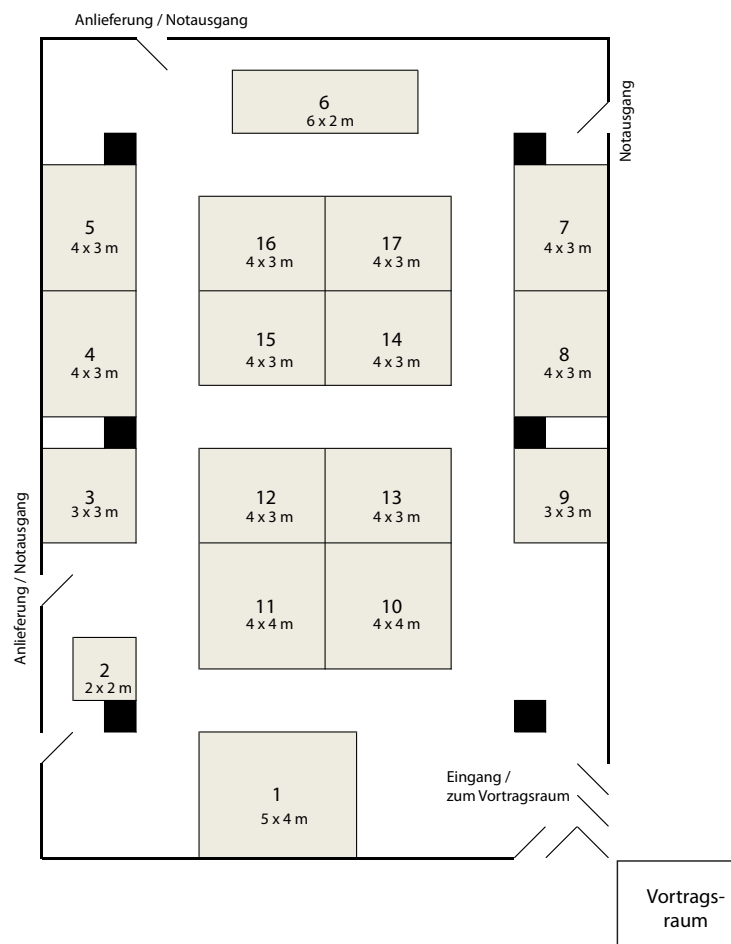 Anlieferung / Notausgang
6
6 x 2 m
Notausgang
5
4 x 3 m
16
4 x 3 m
17
4 x 3 m
7
4 x 3 m
4
4 x 3 m
15
4 x 3 m
14
4 x 3 m
8
4 x 3 m
3
3 x 3 m
12
4 x 3 m
13
4 x 3 m
9
3 x 3 m
Anlieferung / Notausgang
11
4 x 4 m
10
4 x 4 m
2
2 x 2 m
1
5 x 4 m
Eingang /
zum Vortragsraum
Vortrags-
raum